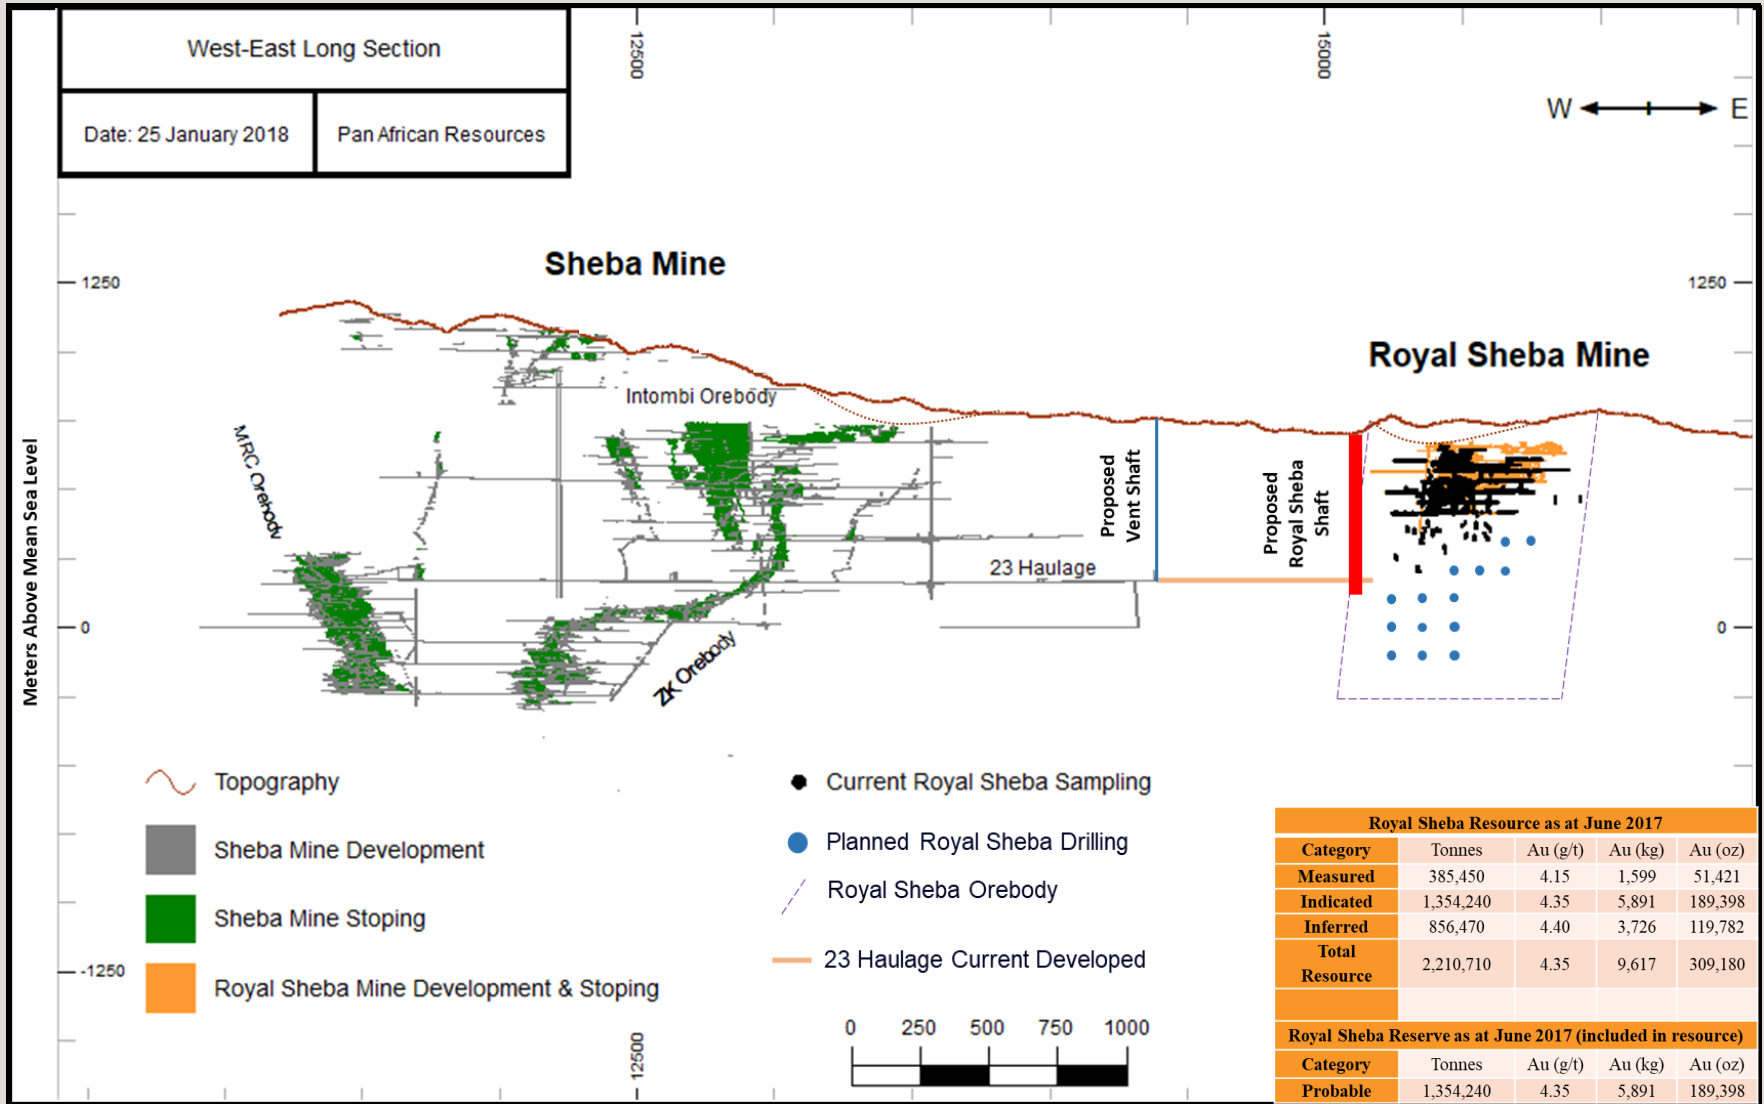 West-East Long Section
Date: 25 January 2018
Pan African Resources
12500
15000
W
E
Sheba Mine
1250
1250
Royal Sheba Mine
Intombi Orebody
MRC Orebody
Proposed
Vent Shaft
Proposed
Royal Sheba
Shaft
23 Haulage
Meters Above Mean Sea Level
0
0
ZK Orebody
Topography
Sheba Mine Development
Sheba Mine Stoping
-1250
Royal Sheba Mine Development & Stoping
Current Royal Sheba Sampling
Planned Royal Sheba Drilling
Royal Sheba Orebody
23 Haulage Current Developed
0 250 500 750 1000
12500
Royal Sheba Resource as at June 2017
Category Tonnes Au (g/t) Au (kg) Au (oz)
Measured 385,450 4.15 1,599 51,421
Indicated 1,354,240 4.35 5,891 189,398
Inferred 856,470 4.40 3,726 119,782
Total
Resource 2,210,710 4.35 9,617 309,180
Royal Sheba Reserve as at June 2017 (included in resource)
Category Tonnes Au (g/t) Au (kg) Au (oz)
Probable 1,354,240 4.35 5,891 189,398